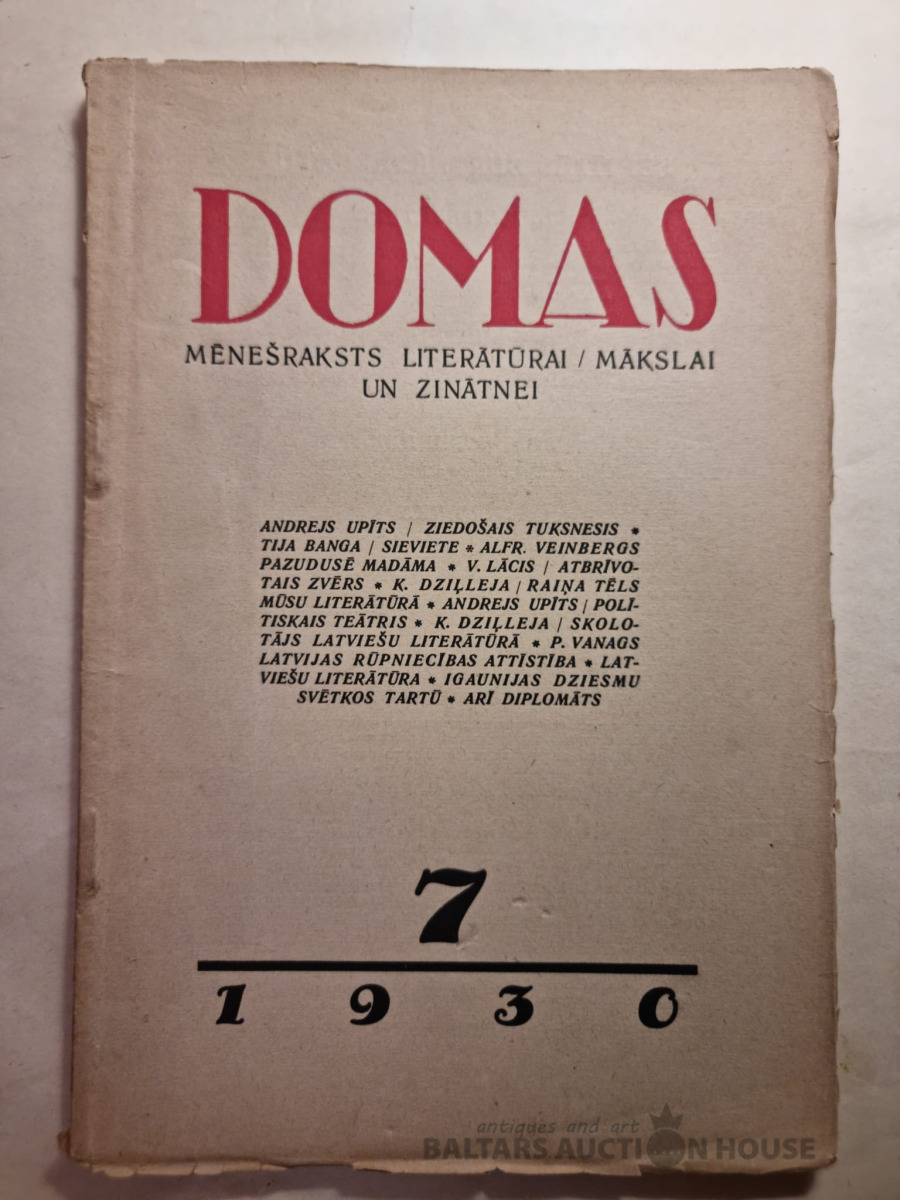 DOMAS
MĒNEŠRAKSTS LITERĀTŪRAI / MĀKSLAI
UN ZINĀTNEI
ANDREJS UPĪTS / ZIEDOŠAIS TUKSNESIS *
TIJA BANGA / SIEVIETE * ALFR. VEINBERGS
PAZUDUSĒ MADĀMA * V. LĀCIS / ATBRĪVO-
TAIS ZVĒRS * K. DZIĻLEJA / RAIŅA TĒLS
MŪSU LITERĀTŪRĀ * ANDREJS UPĪTS / POLĪ-
TISKAIS TEĀTRIS * K. DZIĻLEJA / SKOLO-
TĀJS LATVIEŠU LITERĀTŪRĀ * P. VANAGS
LATVIJAS RŪPNIECĪBAS ATTĪSTĪBA * LAT-
VIEŠU LITERĀTŪRA * IGAUNIJAS DZIESMU
SVĒTKOS TARTŪ * ARĪ DIPLOMĀTS
7
1930
antiques and art
BALTARS AUCTION HOUSE